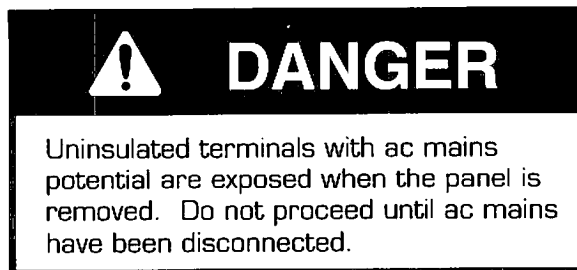 DANGER
Uninsulated terminals with ac mains
potential are exposed when the panel is
removed. Do not proceed until ac mains
have been disconnected.